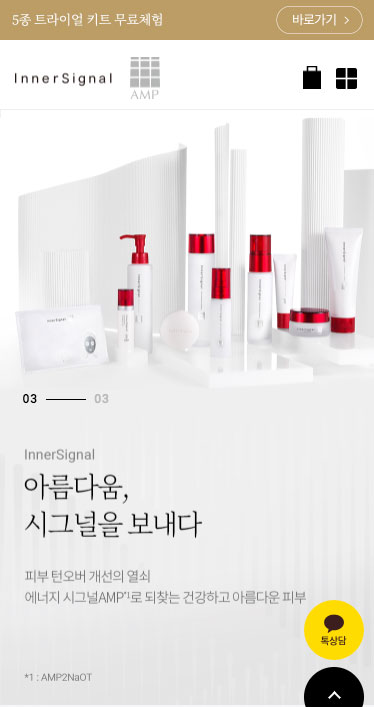 5종 트라이얼 키트 무료체험
바로가기
InnerSignal
AMP
03
03
InnerSignal
아름다움,
시그널을 보내다
피부 턴오버 개선의 열쇠
에너지 시그널AMP*¹로 되찾는 건강하고 아름다운 피부
톡상담
*1 : AMP2NaOT